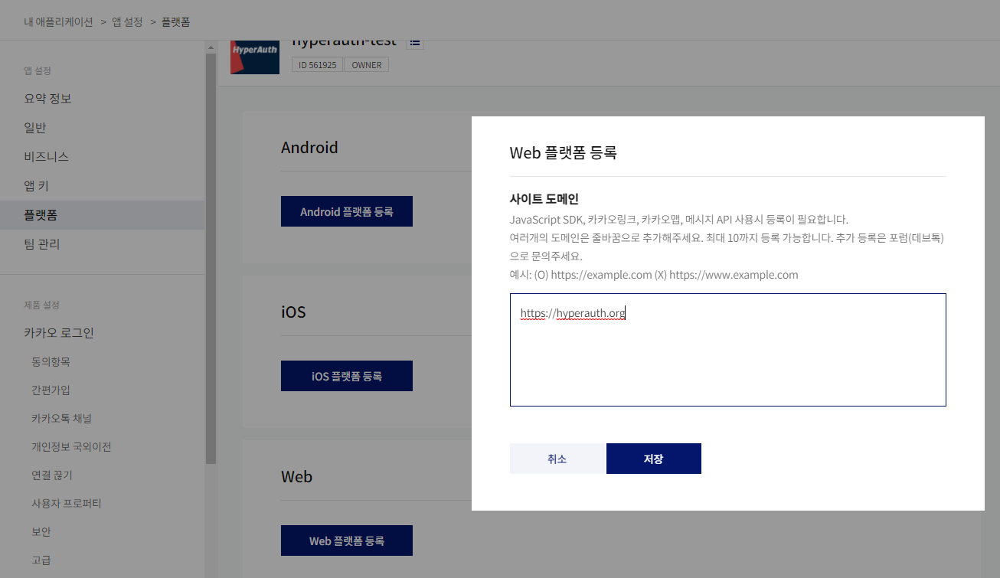 내 애플리케이션 > 앱 설정 > 플랫폼
앱 설정
요약 정보
일반
비즈니스
앱 키
플랫폼
팀 관리
제품 설정
카카오 로그인
동의항목
간편가입
카카오톡 채널
개인정보 국외이전
연결 끊기
사용자 프로퍼티
보안
고급
HyperAuth
hyperauth-test
ID 561925 OWNER
Android
Android 플랫폼 등록
iOS
iOS 플랫폼 등록
Web
Web 플랫폼 등록
Web 플랫폼 등록
사이트 도메인
JavaScript SDK, 카카오링크, 카카오맵, 메시지 API 사용시 등록이 필요합니다.
여러개의 도메인은 줄바꿈으로 추가해주세요. 최대 10까지 등록 가능합니다. 추가 등록은 포럼(데브톡)
으로 문의주세요.
예시: (O) https://example.com (X) https://www.example.com
https://hyperauth.org
취소 저장